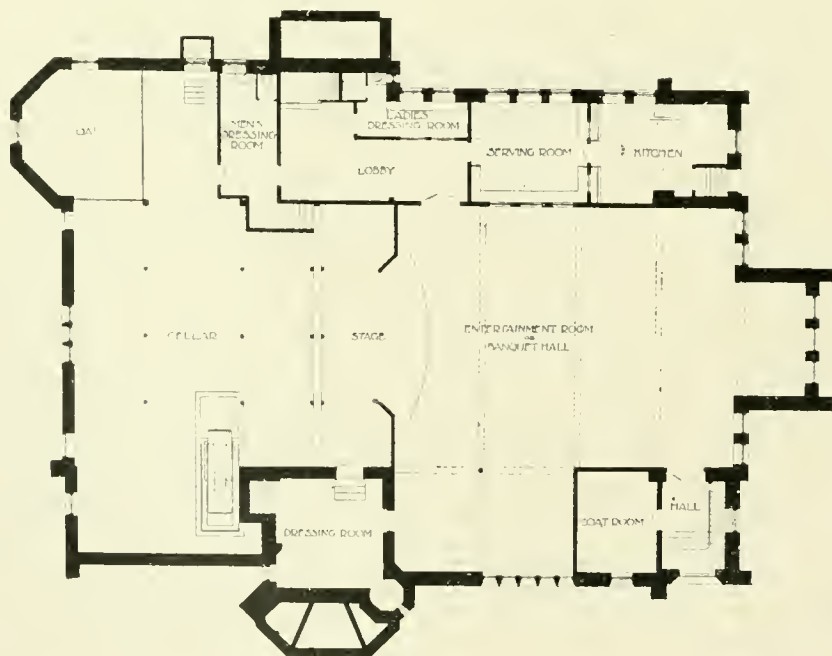 MEN'S
DRESSING
ROOM
LADIES'
DRESSING ROOM
LOBBY
SERVING ROOM
KITCHEN
CELLAR
STAGE
ENTERTAINMENT ROOM
OR
BANQUET HALL
DRESSING ROOM
COAT ROOM
HALL